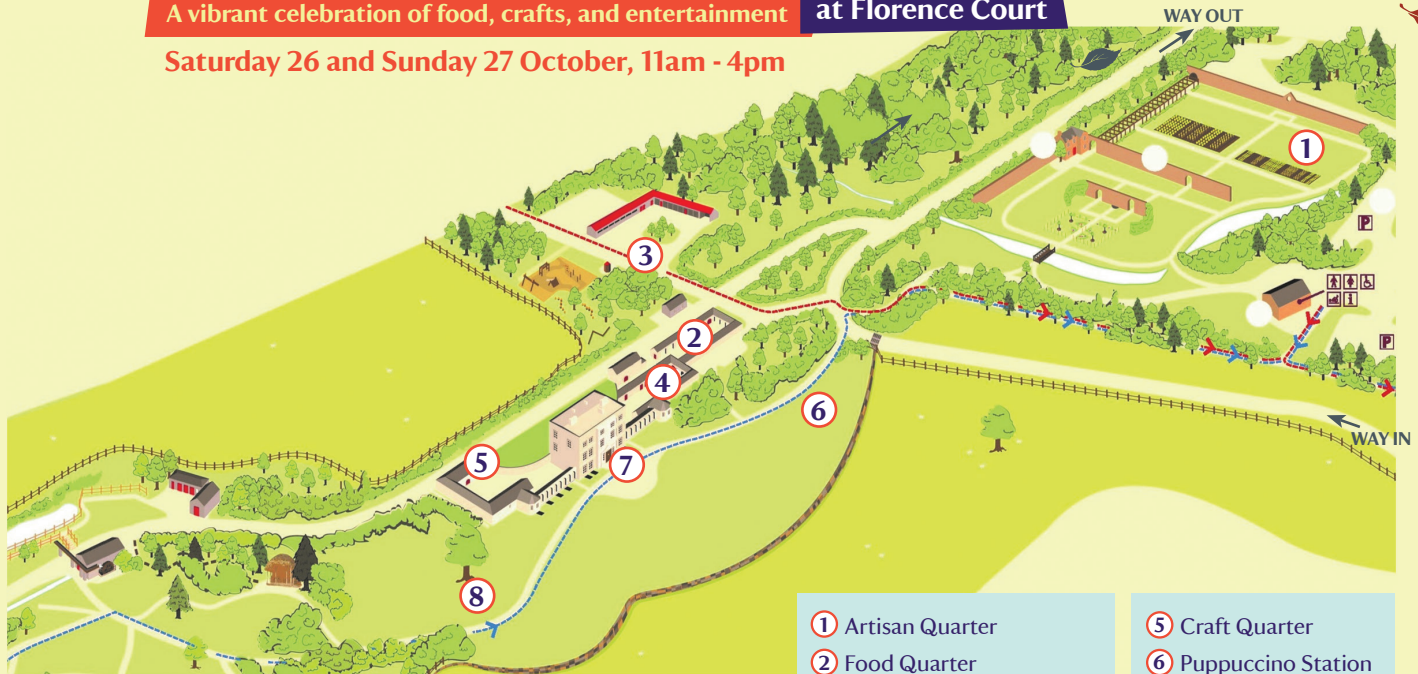 A vibrant celebration of food, crafts, and entertainment
at Florence Court
Saturday 26 and Sunday 27 October, 11am - 4pm
WAY OUT
1
P
3
i
2
P
4
6
WAY IN
5
7
8
1 Artisan Quarter
2 Food Quarter
5 Craft Quarter
6 Puppuccino Station